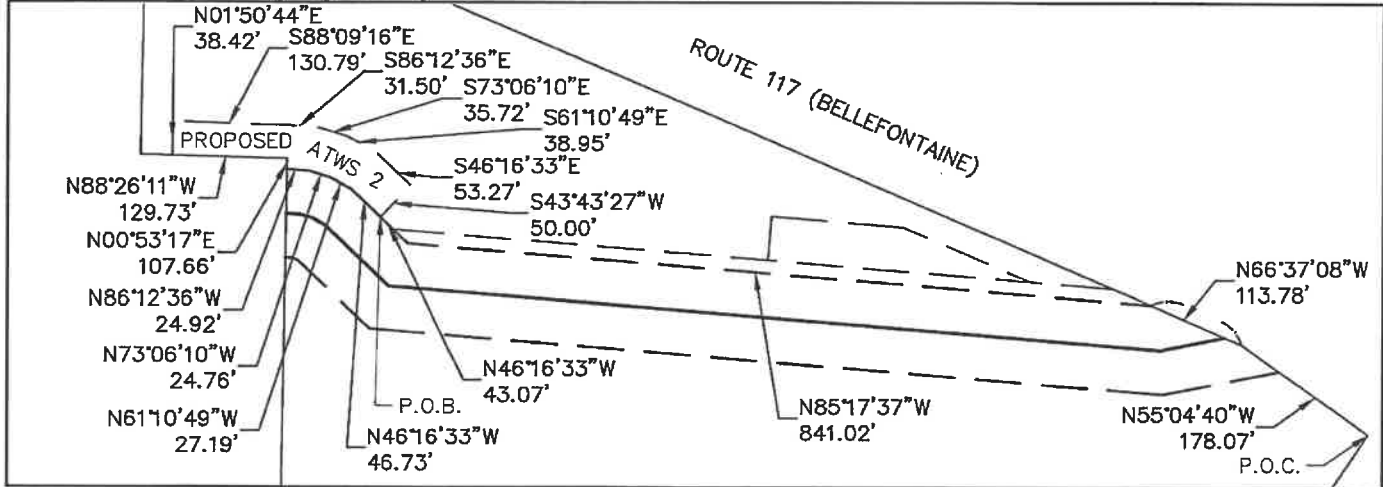 N01°50'44"E
38.42'
S88°09'16"E
130.79'
S86°12'36"E
31.50'
S73°06'10"E
35.72'
S61°10'49"E
38.95'
S46°16'33"E
53.27'
S43°43'27"W
50.00'
ROUTE 117 (BELLEFONTAINE)
PROPOSED
ATWS 2
N88°26'11"W
129.73'
N00°53'17"E
107.66'
N86°12'36"W
24.92'
N73°06'10"W
24.76'
N61°10'49"W
27.19'
P.O.B.
N46°16'33"W
46.73'
N46°16'33"W
43.07'
N85°17'37"W
841.02'
N66°37'08"W
113.78'
N55°04'40"W
178.07'
P.O.C.